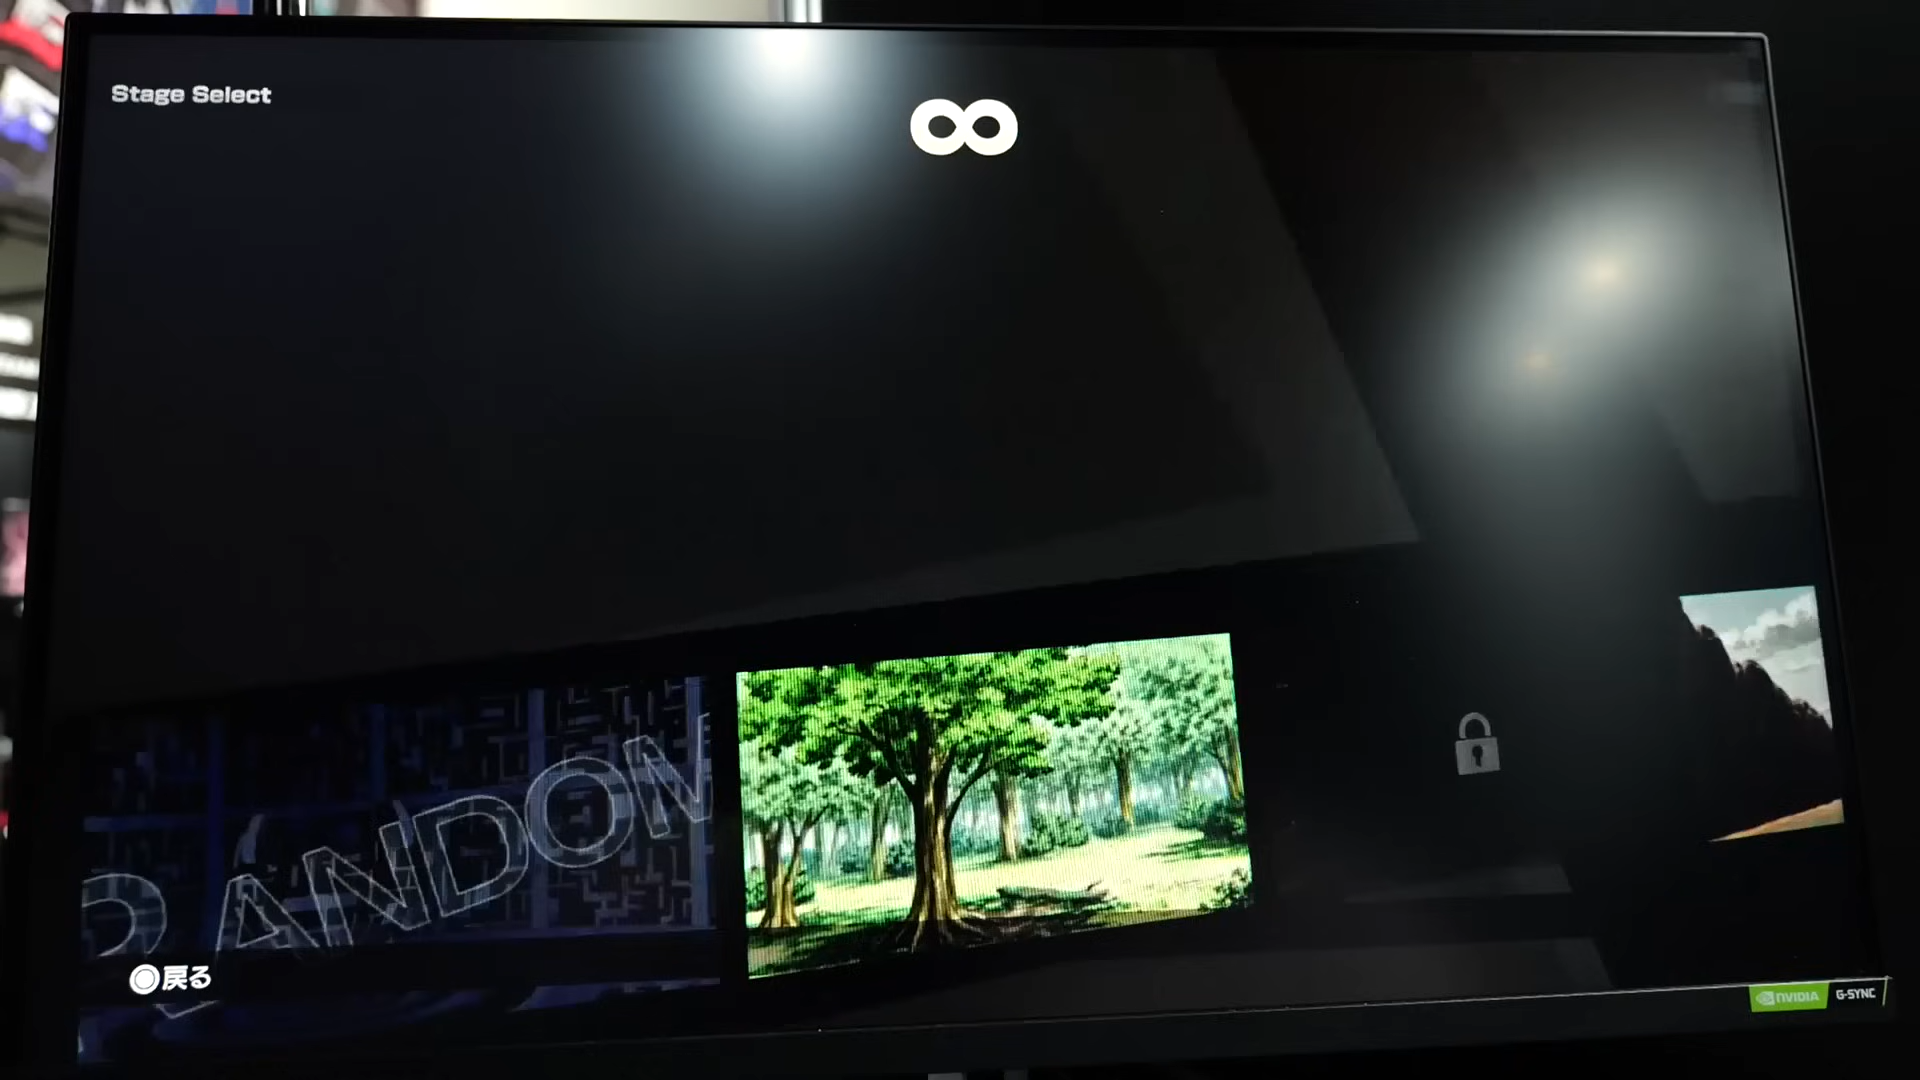 Stage Select
∞
RANDOM
戻る
NVIDIA G-SYNC